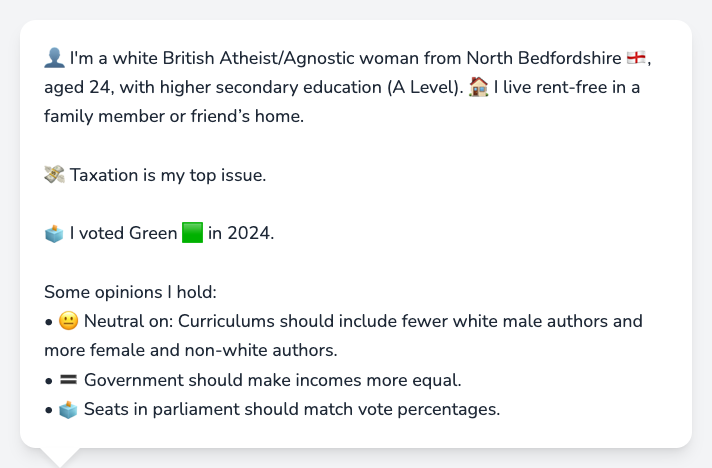 👤 I'm a white British Atheist/Agnostic woman from North Bedfordshire 🏴󠁧󠁢󠁥󠁮󠁧󠁿,
aged 24, with higher secondary education (A Level). 🏠 I live rent-free in a
family member or friend’s home.
💸 Taxation is my top issue.
🗳️ I voted Green 🟩 in 2024.
Some opinions I hold:
• 😐 Neutral on: Curriculums should include fewer white male authors and
more female and non-white authors.
• 🟰 Government should make incomes more equal.
• 🗳️ Seats in parliament should match vote percentages.